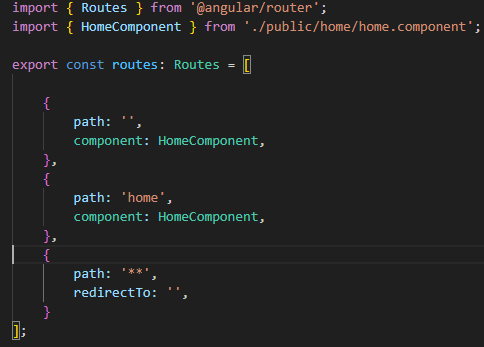 import { Routes } from '@angular/router';
import { HomeComponent } from './public/home/home.component';
export const routes: Routes = [
{
path: '',
component: HomeComponent,
},
{
path: 'home',
component: HomeComponent,
},
{
path: '**',
redirectTo: '',
}
];